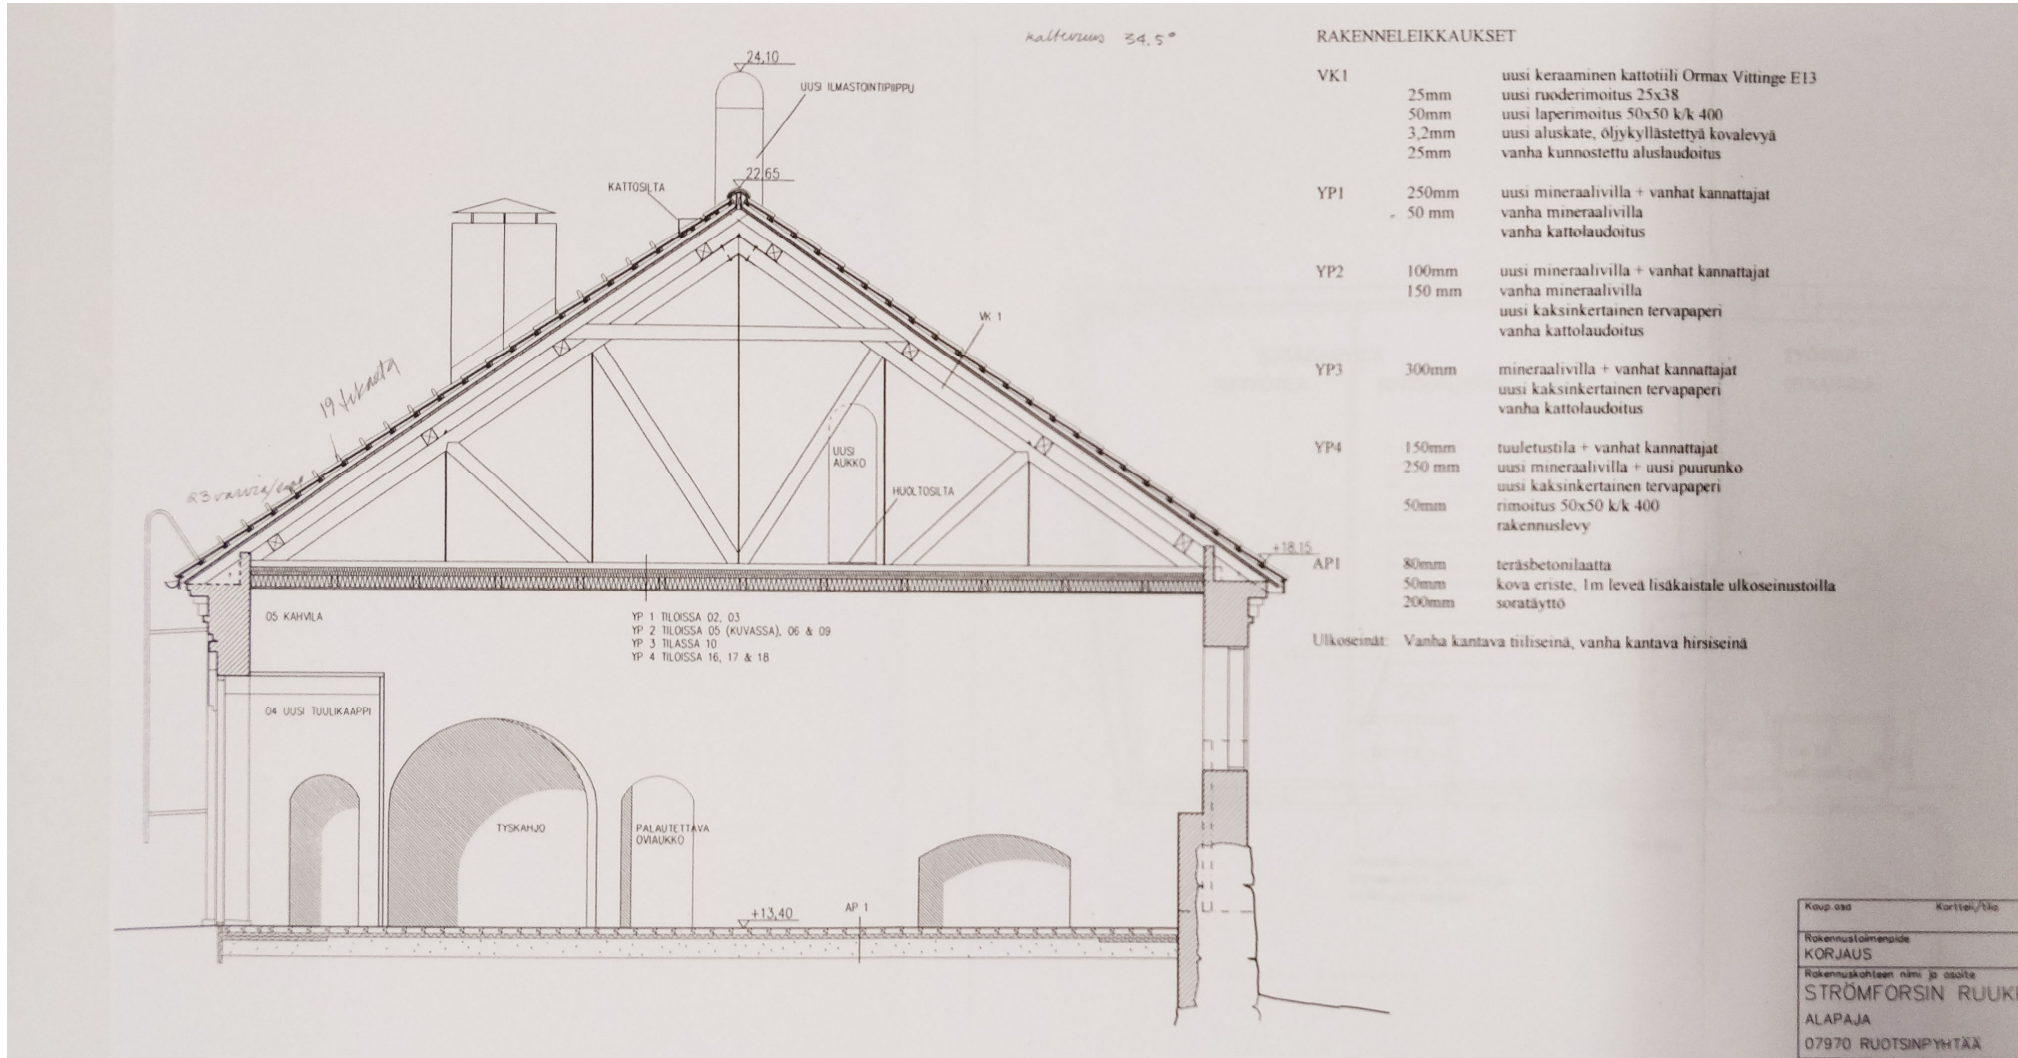 kaltevuus 34,5°
24,10
UUSI ILMASTOINTIPIIPPU
22,65
KATTOSILTA
VK 1
19 
23 
UUSI
AUKKO
HUOLTOSILTA
+18,15
05 KAHVILA
YP 1 TILOISSA 02, 03
YP 2 TILOISSA 05 (KUVASSA), 06 & 09
YP 3 TILASSA 10
YP 4 TILOISSA 16, 17 & 18
04 UUSI TUULIKAAPPI
TYSKAHJO
PALAUTETTAVA
OVIAUKKO
+13,40
AP 1
RAKENNELEIKKAUKSET
VK1 uusi keraaminen kattotiili Ormax Vittinge E13
25mm uusi ruoderimoitus 25x38
50mm uusi laperimoitus 50x50 k/k 400
3,2mm uusi aluskate, öljykyllästettyä kovalevyä
25mm vanha kunnostettu aluslaudoitus
YP1 250mm uusi mineraalivilla + vanhat kannattajat
50 mm vanha mineraalivilla
vanha kattolaudoitus
YP2 100mm uusi mineraalivilla + vanhat kannattajat
150 mm vanha mineraalivilla
uusi kaksinkertainen tervapaperi
vanha kattolaudoitus
YP3 300mm mineraalivilla + vanhat kannattajat
uusi kaksinkertainen tervapaperi
vanha kattolaudoitus
YP4 150mm tuuletustila + vanhat kannattajat
250 mm uusi mineraalivilla + uusi puurunko
uusi kaksinkertainen tervapaperi
50mm rimoitus 50x50 k/k 400
rakennuslevy
AP1 80mm teräsbetonilaatta
50mm kova eriste, 1m leveä lisäkaistale ulkoseinustoilla
200mm soratäyttö
Ulkoseinät: Vanha kantava tiiliseinä, vanha kantava hirsiseinä
Kaup.osa Kortteli/tila
Rakennustoimenpide
KORJAUS
Rakennuskohteen nimi ja osoite
STRÖMFORSIN RUUKI
ALAPAJA
07970 RUOTSINPYHTÄÄ